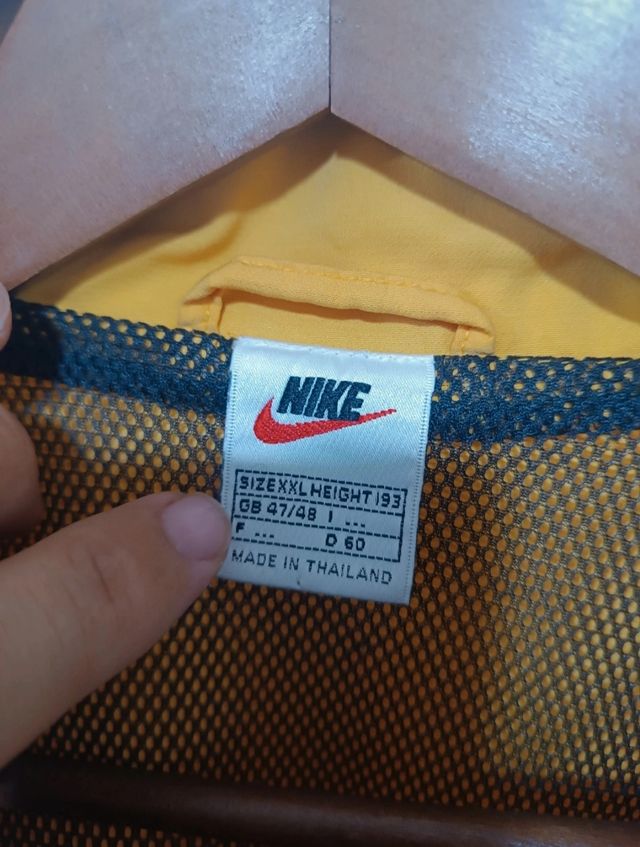 NIKE
SIZE XXL HEIGHT 193
GB 47/48 I ...
F ... D 60
MADE IN THAILAND